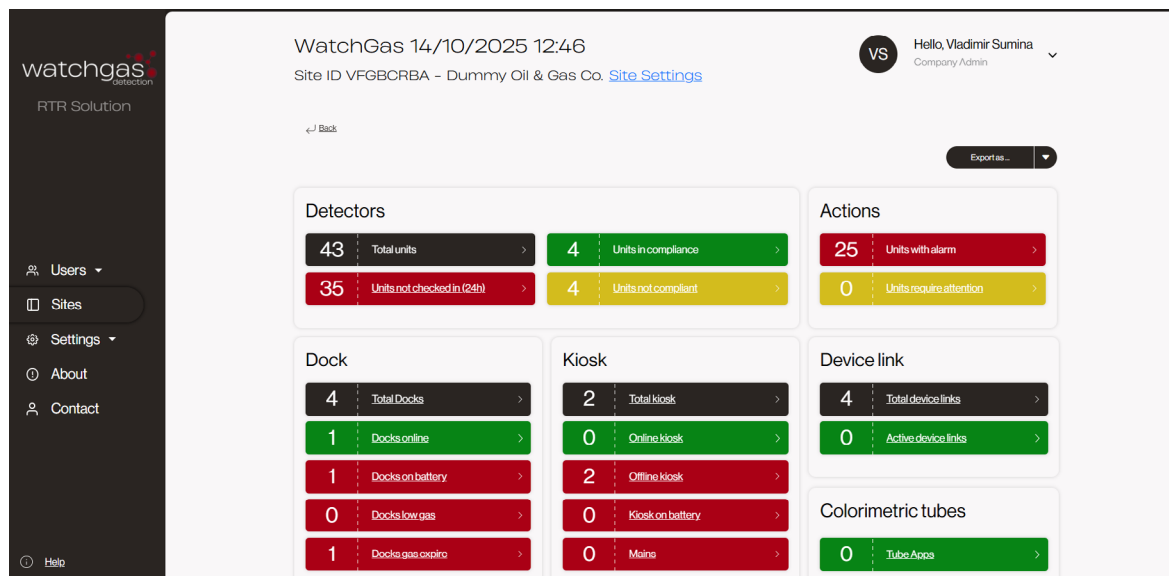 watchgas
detection
RTR Solution
Users
Sites
Settings
About
Contact
Help
WatchGas 14/10/2025 12:46
Site ID VFGBCRBA - Dummy Oil & Gas Co. Site Settings
VS
Hello, Vladimir Sumina
Company Admin
Back
Export as...
Detectors
43 Total units
4 Units in compliance
35 Units not checked in (24h)
4 Units not compliant
Actions
25 Units with alarm
0 Units require attention
Dock
4 Total Docks
1 Docks online
1 Docks on battery
0 Docks low gas
1 Docks gas expire
Kiosk
2 Total kiosk
0 Online kiosk
2 Offline kiosk
0 Kiosk on battery
0 Mains
Device link
4 Total device links
0 Active device links
Colorimetric tubes
0 Tube Apps